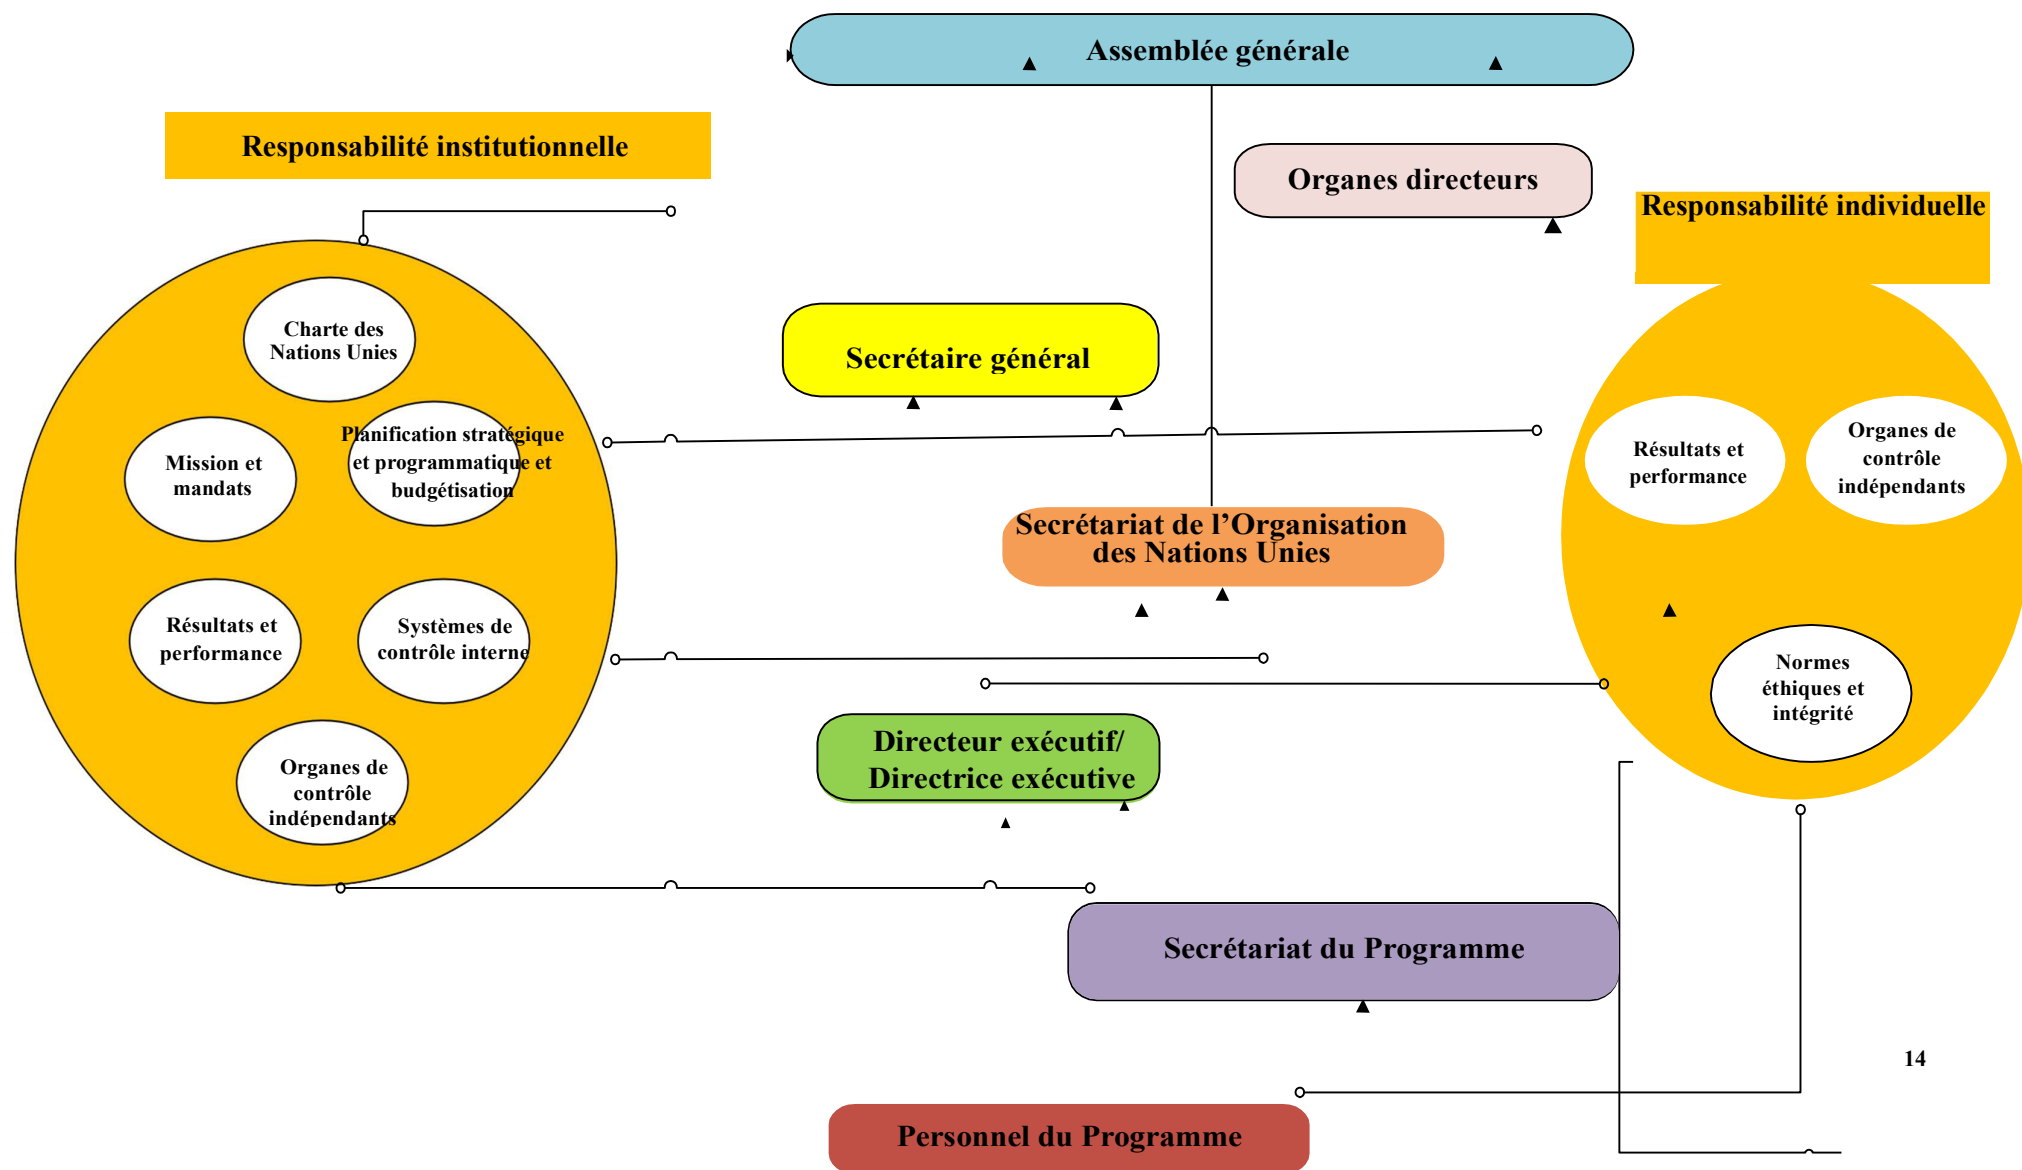 Assemblée générale
Responsabilité institutionnelle
Organes directeurs
Responsabilité individuelle
Charte des
Nations Unies
Mission et
mandats
Planification stratégique
et programmatique et
budgétisation
Résultats et
performance
Systèmes de
contrôle interne
Organes de
contrôle
indépendants
Secrétaire général
Secrétariat de l’Organisation
des Nations Unies
Directeur exécutif/
Directrice exécutive
Secrétariat du Programme
Personnel du Programme
Résultats et
performance
Organes de
contrôle
indépendants
Normes
éthiques et
intégrité
14